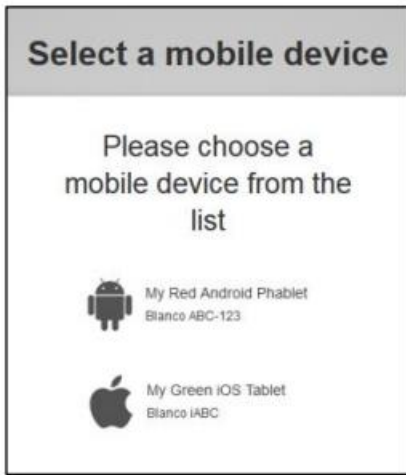 Select a mobile device
Please choose a
mobile device from the
list
My Red Android Phablet
Blanco ABC-123
My Green iOS Tablet
Blanco iABC